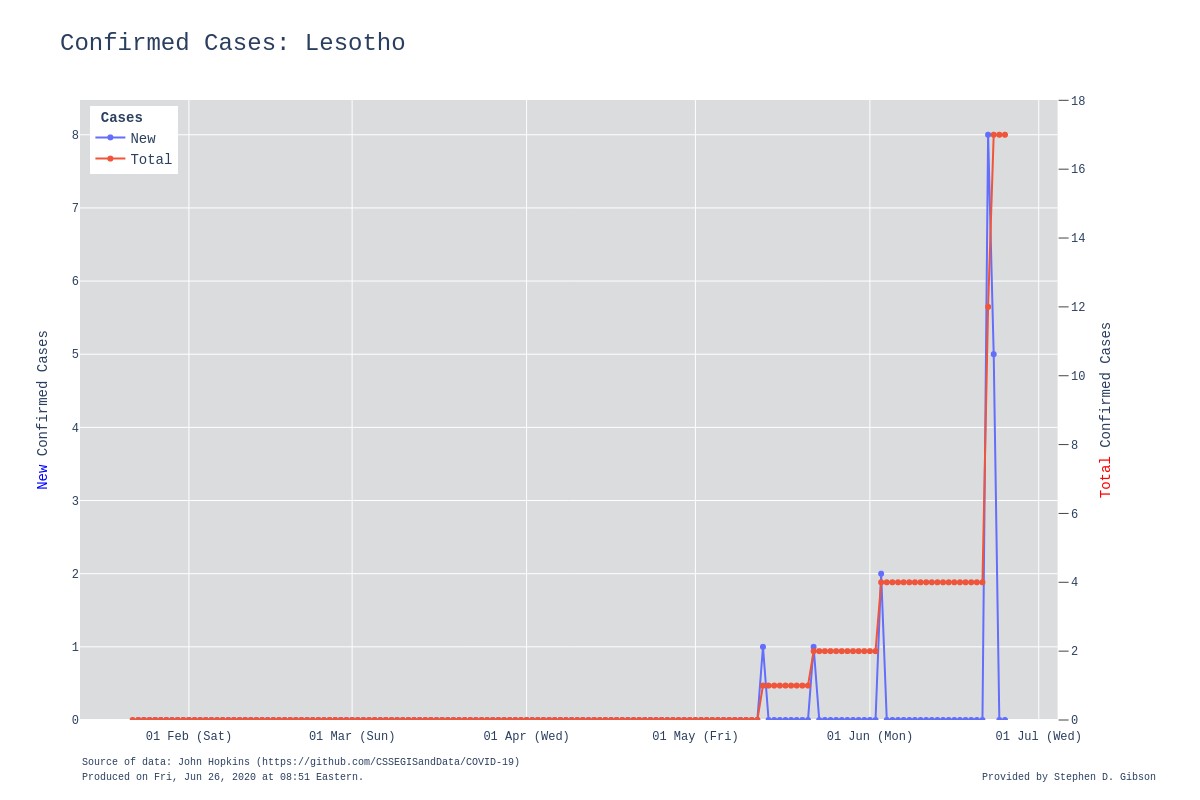 Confirmed Cases: Lesotho
Cases
New
Total
8
7
6
5
4
3
2
1
0
New Confirmed Cases
18
16
14
12
10
8
6
4
2
0
Total Confirmed Cases
01 Feb (Sat)
01 Mar (Sun)
01 Apr (Wed)
01 May (Fri)
01 Jun (Mon)
01 Jul (Wed)
Source of data: John Hopkins (https://github.com/CSSEGISandData/COVID-19)
Produced on Fri, Jun 26, 2020 at 08:51 Eastern.
Provided by Stephen D. Gibson